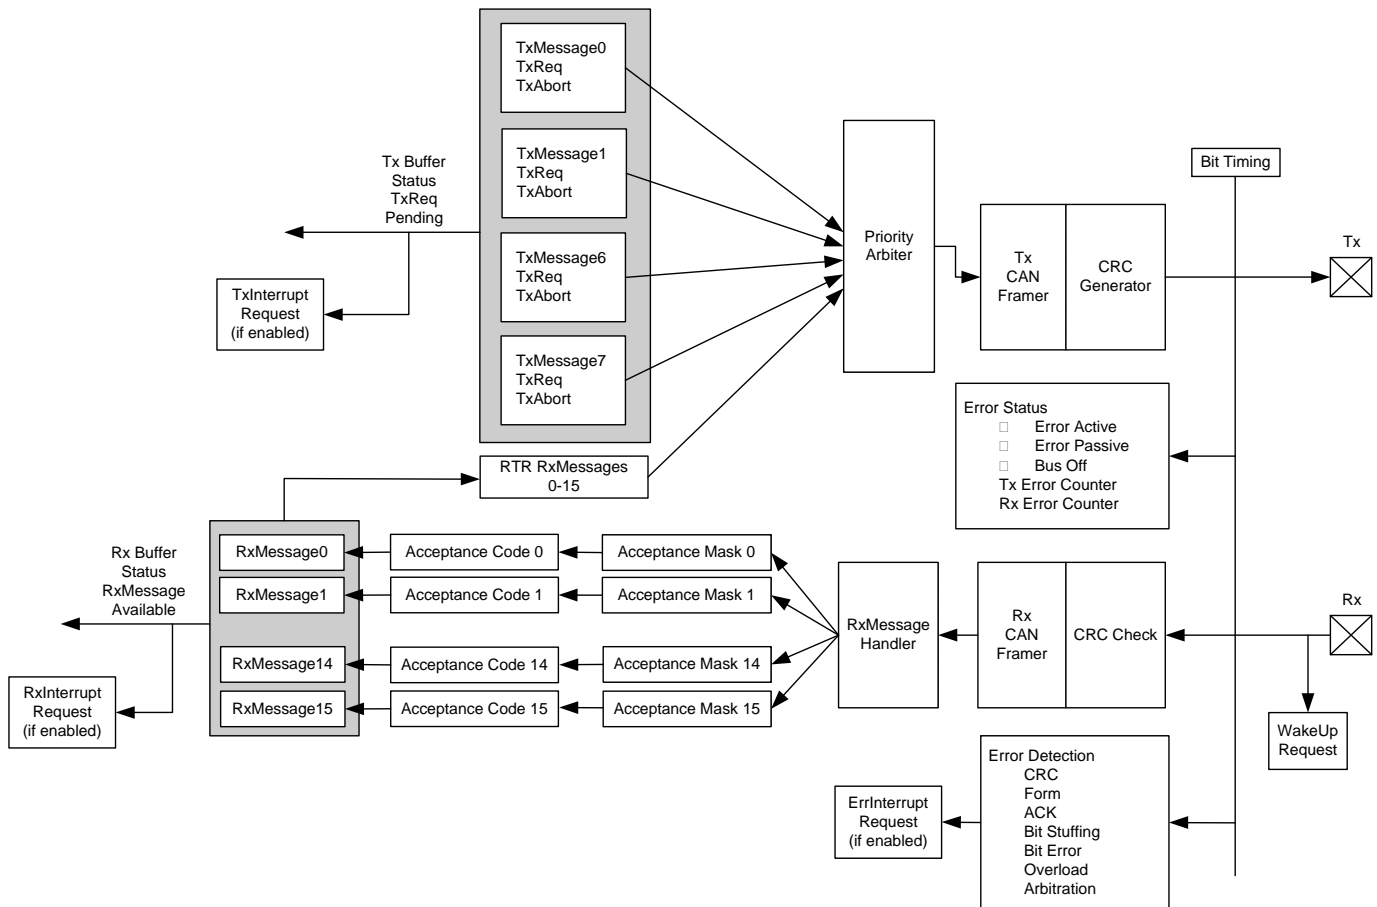 TxMessage0
TxReq
TxAbort
TxMessage1
TxReq
TxAbort
TxMessage6
TxReq
TxAbort
TxMessage7
TxReq
TxAbort
Tx Buffer
Status
TxReq
Pending
TxInterrupt
Request
(if enabled)
Priority
Arbiter
Tx
CAN
Framer
CRC
Generator
Bit Timing
Tx
Error Status
Error Active
Error Passive
Bus Off
Tx Error Counter
Rx Error Counter
RTR RxMessages
0-15
Rx Buffer
Status
RxMessage
Available
RxInterrupt
Request
(if enabled)
RxMessage0
Acceptance Code 0
Acceptance Mask 0
RxMessage1
Acceptance Code 1
Acceptance Mask 1
RxMessage14
Acceptance Code 14
Acceptance Mask 14
RxMessage15
Acceptance Code 15
Acceptance Mask 15
RxMessage
Handler
Rx
CAN
Framer
CRC Check
Rx
WakeUp
Request
Error Detection
CRC
Form
ACK
Bit Stuffing
Bit Error
Overload
Arbitration
ErrInterrupt
Request
(if enabled)